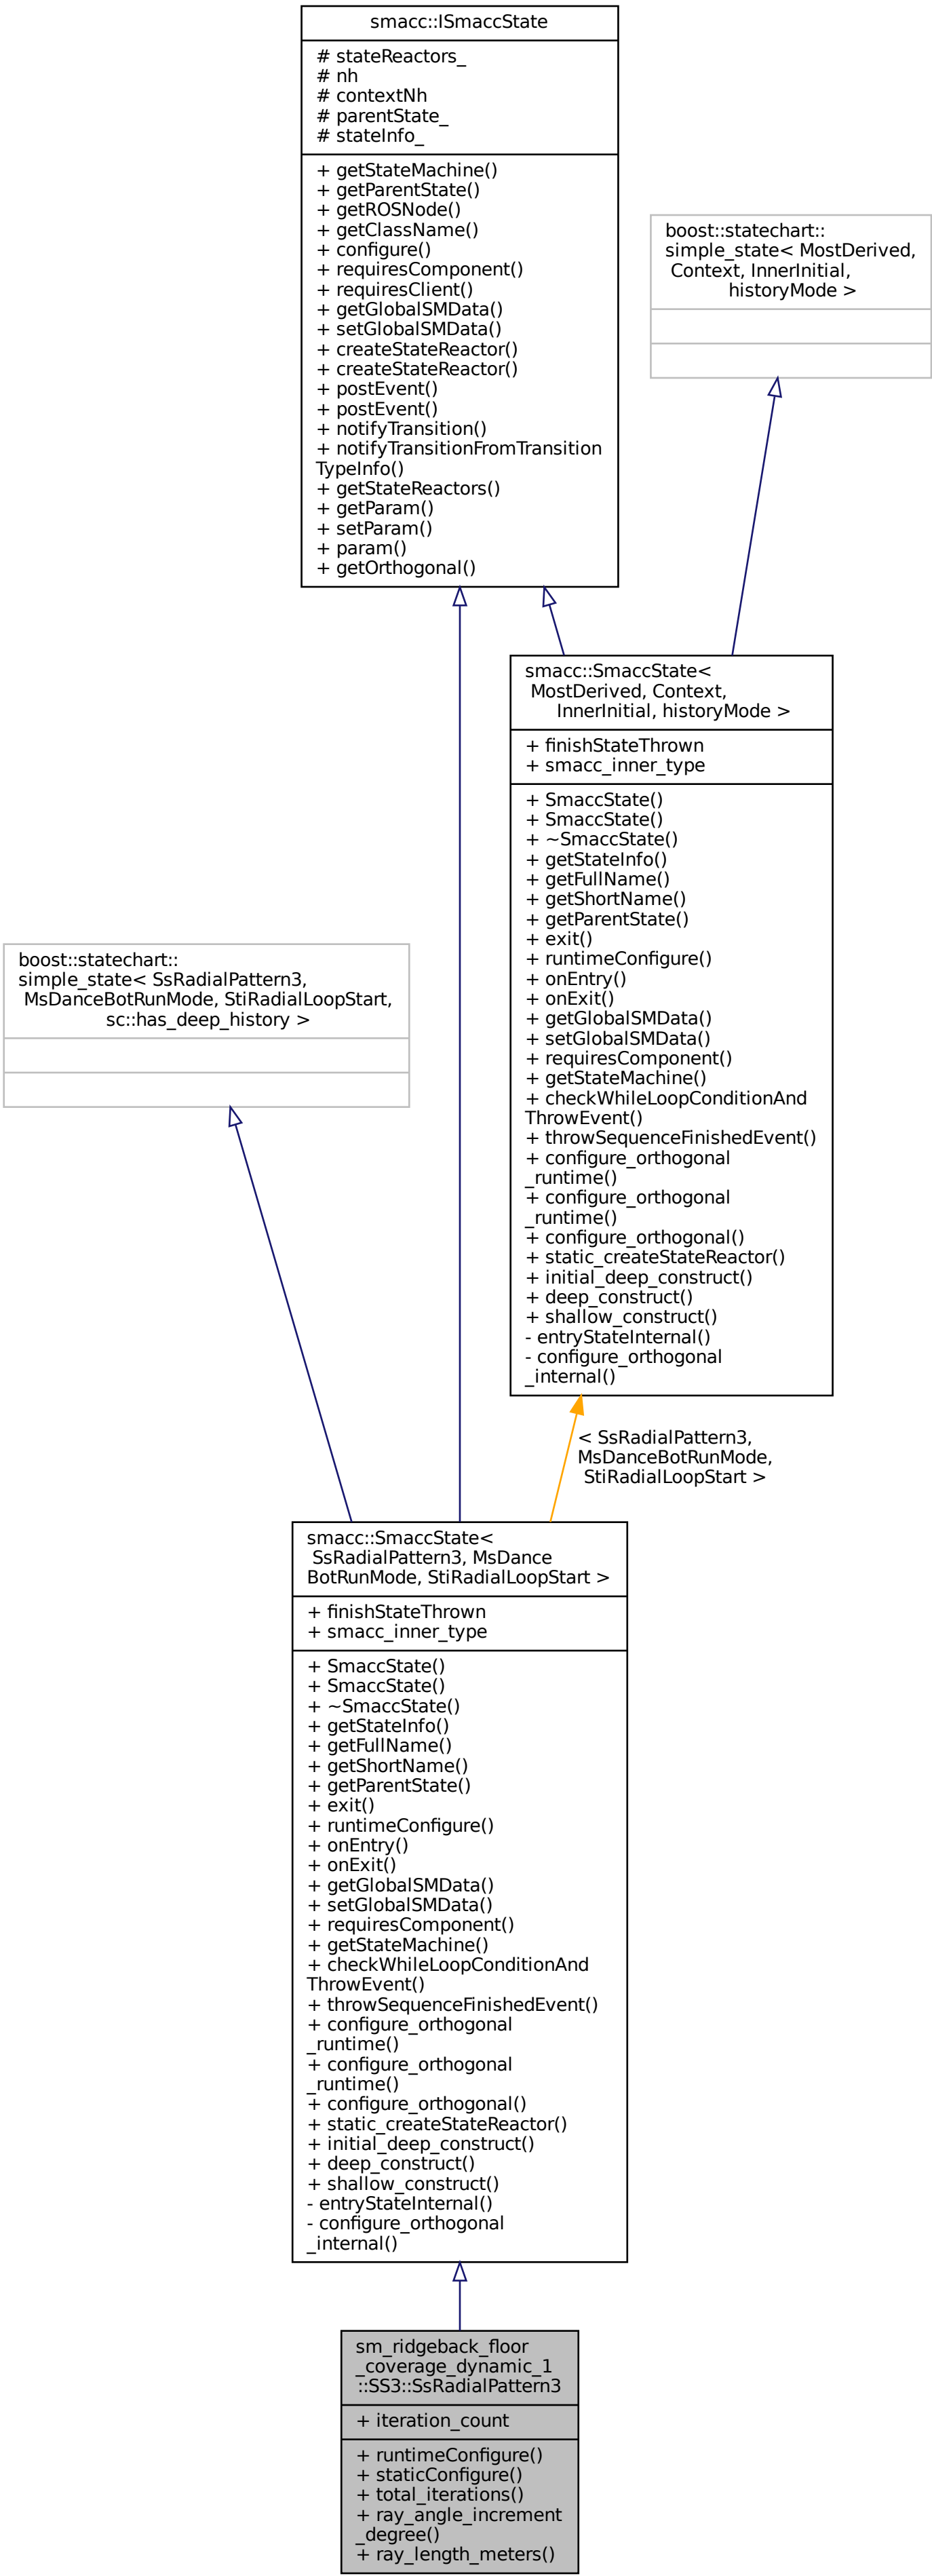 smacc::ISmaccState
# stateReactors_
# nh
# contextNh
# parentState_
# stateInfo_
+ getStateMachine()
+ getParentState()
+ getROSNode()
+ getClassName()
+ configure()
+ requiresComponent()
+ requiresClient()
+ getGlobalSMData()
+ setGlobalSMData()
+ createStateReactor()
+ createStateReactor()
+ postEvent()
+ postEvent()
+ notifyTransition()
+ notifyTransitionFromTransition
TypeInfo()
+ getStateReactors()
+ getParam()
+ setParam()
+ param()
+ getOrthogonal()
boost::statechart::
simple_state< MostDerived,
Context, InnerInitial,
historyMode >
smacc::SmaccState<
MostDerived, Context,
InnerInitial, historyMode >
+ finishStateThrown
+ smacc_inner_type
+ SmaccState()
+ SmaccState()
+ ~SmaccState()
+ getStateInfo()
+ getFullName()
+ getShortName()
+ getParentState()
+ exit()
+ runtimeConfigure()
+ onEntry()
+ onExit()
+ getGlobalSMData()
+ setGlobalSMData()
+ requiresComponent()
+ getStateMachine()
+ checkWhileLoopConditionAnd
ThrowEvent()
+ throwSequenceFinishedEvent()
+ configure_orthogonal
_runtime()
+ configure_orthogonal
_runtime()
+ configure_orthogonal()
+ static_createStateReactor()
+ initial_deep_construct()
+ deep_construct()
+ shallow_construct()
- entryStateInternal()
- configure_orthogonal
_internal()
boost::statechart::
simple_state< SsRadialPattern3,
MsDanceBotRunMode, StiRadialLoopStart,
sc::has_deep_history >
< SsRadialPattern3,
MsDanceBotRunMode,
StiRadialLoopStart >
smacc::SmaccState<
SsRadialPattern3, MsDance
BotRunMode, StiRadialLoopStart >
+ finishStateThrown
+ smacc_inner_type
+ SmaccState()
+ SmaccState()
+ ~SmaccState()
+ getStateInfo()
+ getFullName()
+ getShortName()
+ getParentState()
+ exit()
+ runtimeConfigure()
+ onEntry()
+ onExit()
+ getGlobalSMData()
+ setGlobalSMData()
+ requiresComponent()
+ getStateMachine()
+ checkWhileLoopConditionAnd
ThrowEvent()
+ throwSequenceFinishedEvent()
+ configure_orthogonal
_runtime()
+ configure_orthogonal
_runtime()
+ configure_orthogonal()
+ static_createStateReactor()
+ initial_deep_construct()
+ deep_construct()
+ shallow_construct()
- entryStateInternal()
- configure_orthogonal
_internal()
sm_ridgeback_floor
_coverage_dynamic_1
::SS3::SsRadialPattern3
+ iteration_count
+ runtimeConfigure()
+ staticConfigure()
+ total_iterations()
+ ray_angle_increment
_degree()
+ ray_length_meters()